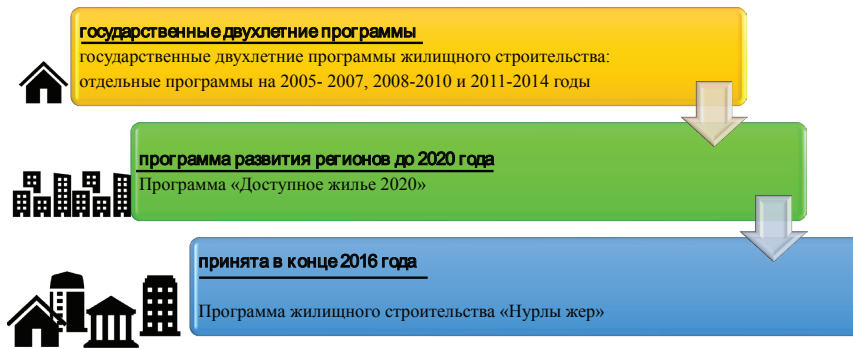 государственные двухлетние программы
государственные двухлетние программы жилищного строительства:
отдельные программы на 2005- 2007, 2008-2010 и 2011-2014 годы
программа развития регионов до 2020 года
Программа «Доступное жилье 2020»
принята в конце 2016 года
Программа жилищного строительства «Нурлы жер»